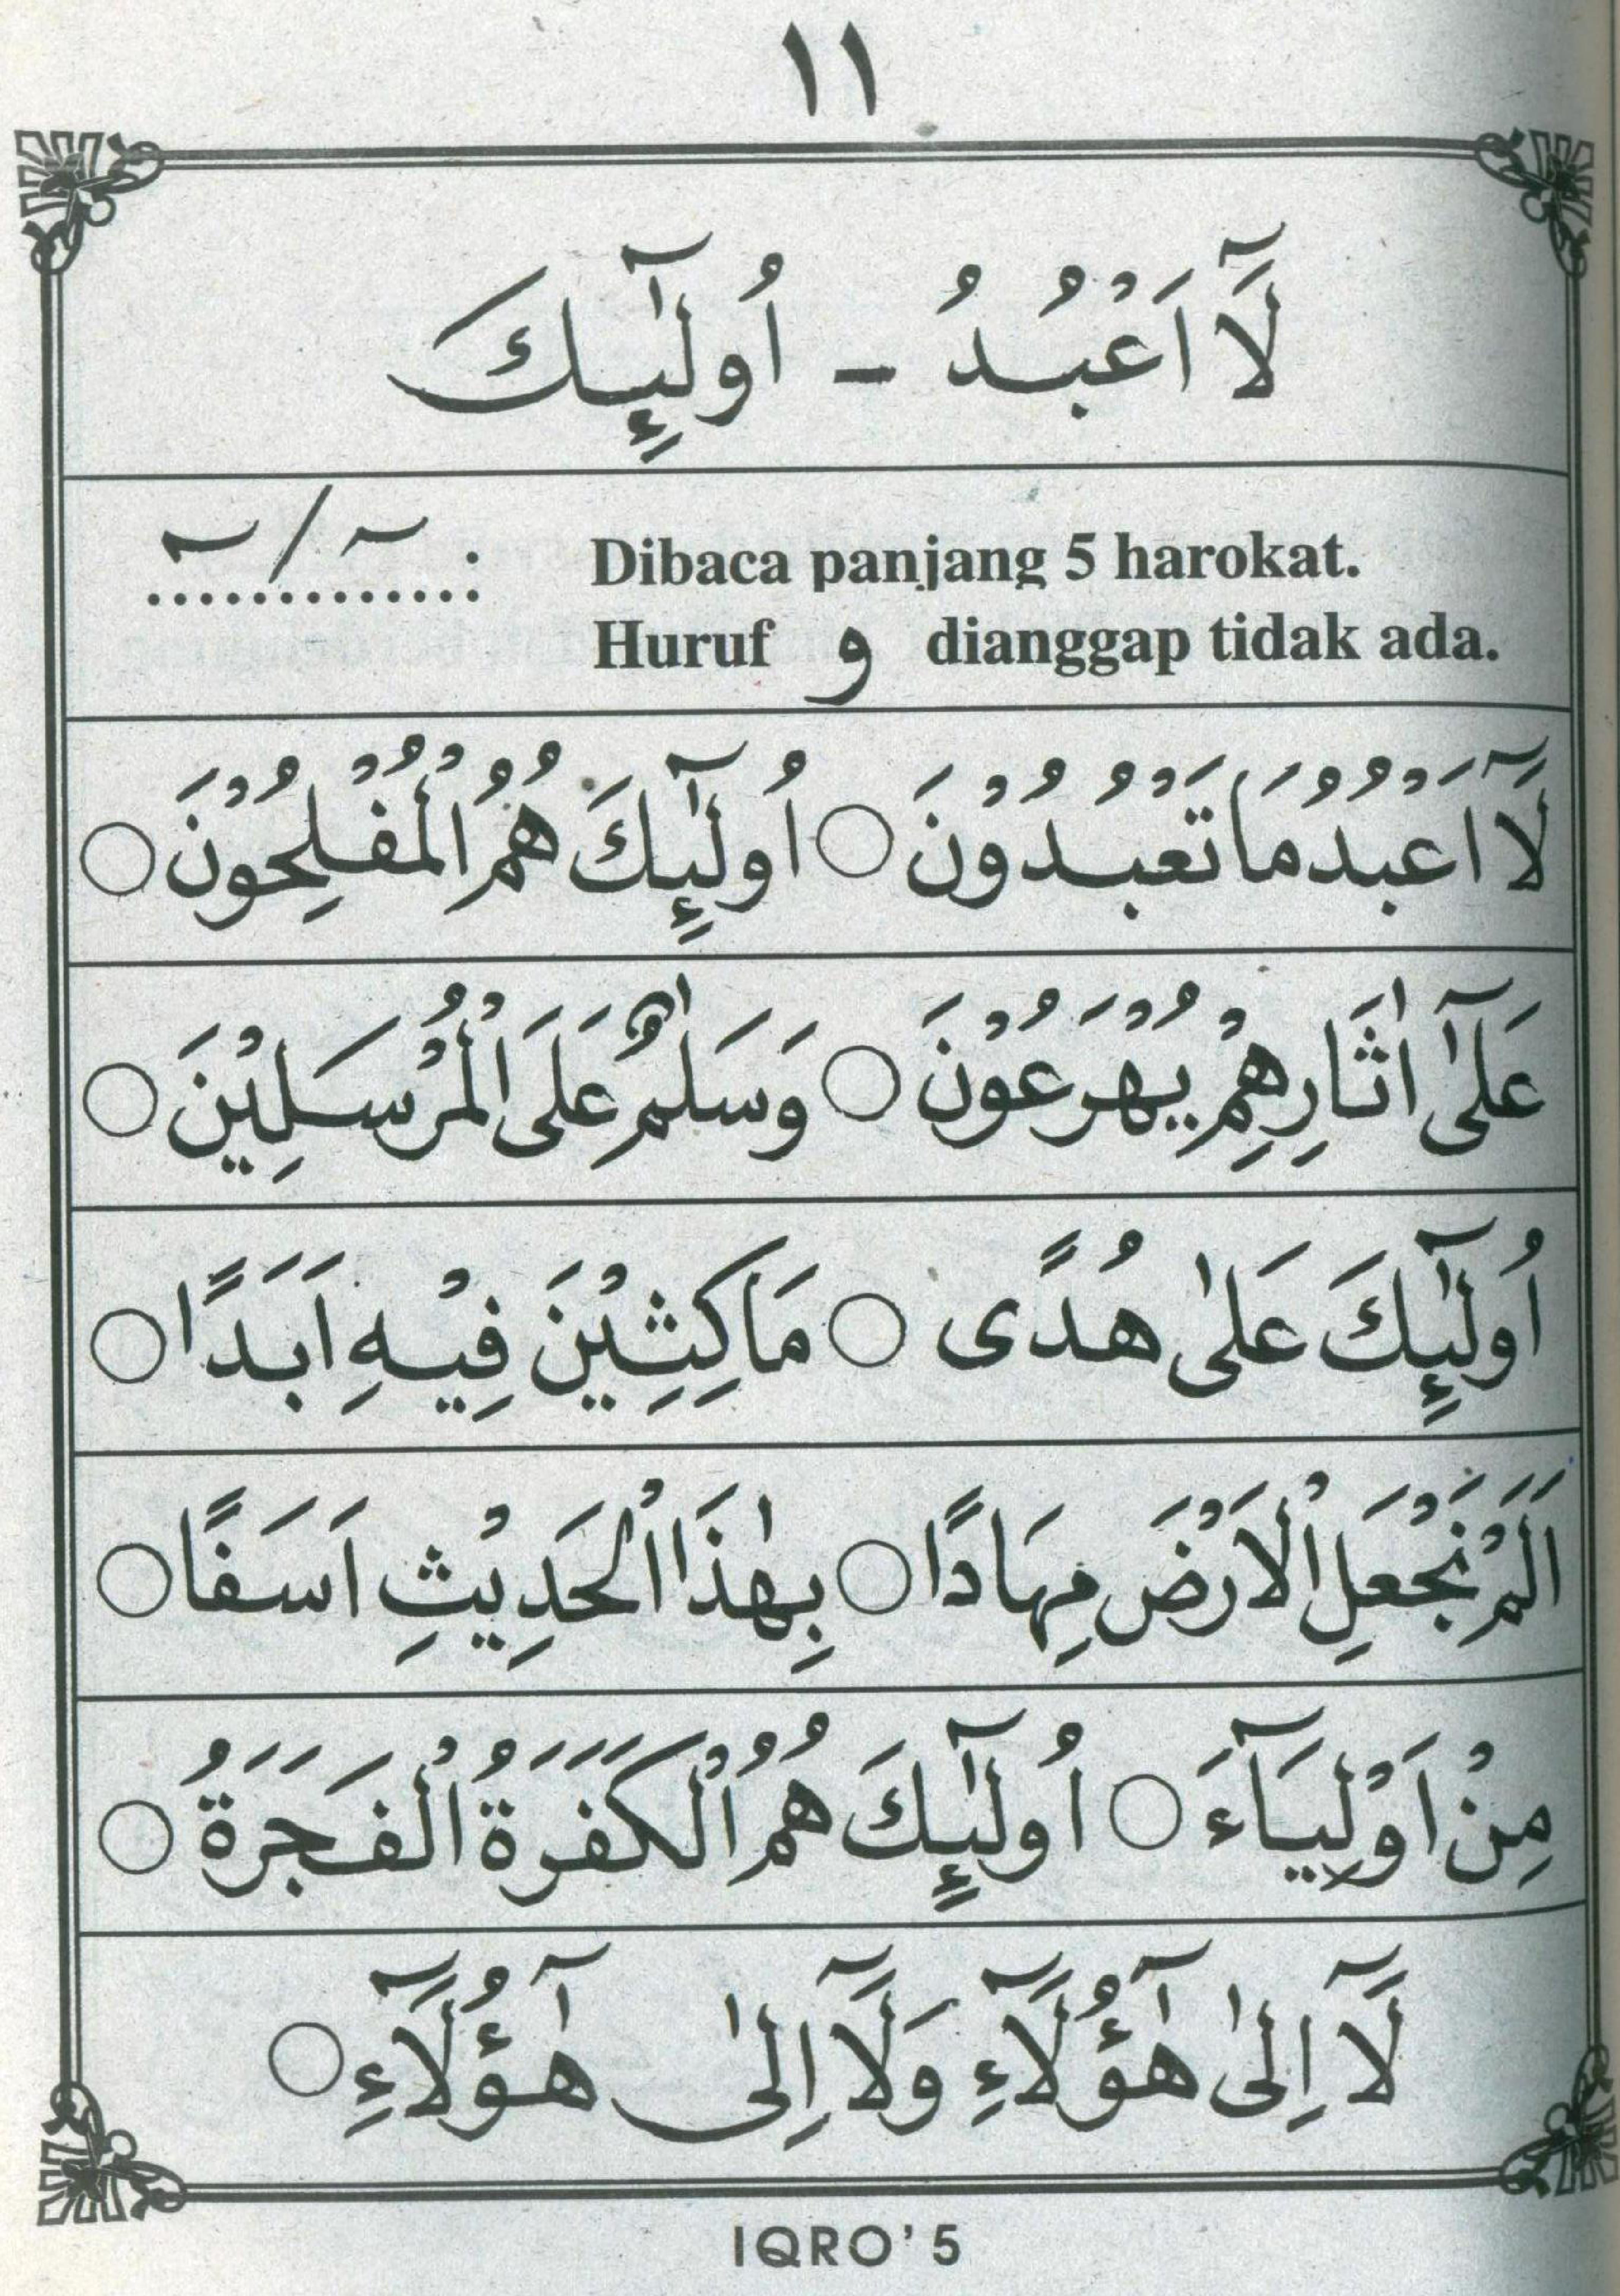 ١١
لَآ اَعْبُدُ - اُولٰٓئِكَ
.............: Dibaca panjang 5 harokat.
Huruf و dianggap tidak ada.
لَآ اَعْبُدُ مَا تَعْبُدُوْنَ ○ اُولٰٓئِكَ هُمُ الْمُفْلِحُوْنَ ○
عَلٰٓى اٰثَارِهِمْ يُهْرَعُوْنَ ○ وَسَلٰمٌ عَلَى الْمُرْسَلِيْنَ ○
اُولٰٓئِكَ عَلٰى هُدًى ○ مَاكِثِيْنَ فِيْهِ اَبَدًا ○
اَلَمْ نَجْعَلِ الْاَرْضَ مِهَادًا ○ بِهٰذَا الْحَدِيْثِ اَسَفًا ○
مِنْ اَوْلِيَآءَ ○ اُولٰٓئِكَ هُمُ الْكَفَرَةُ الْفَجَرَةُ ○
لَآ اِلٰى هٰٓؤُلَآءِ وَلَآ اِلٰى هٰٓؤُلَآءِ ○
IQRO' 5